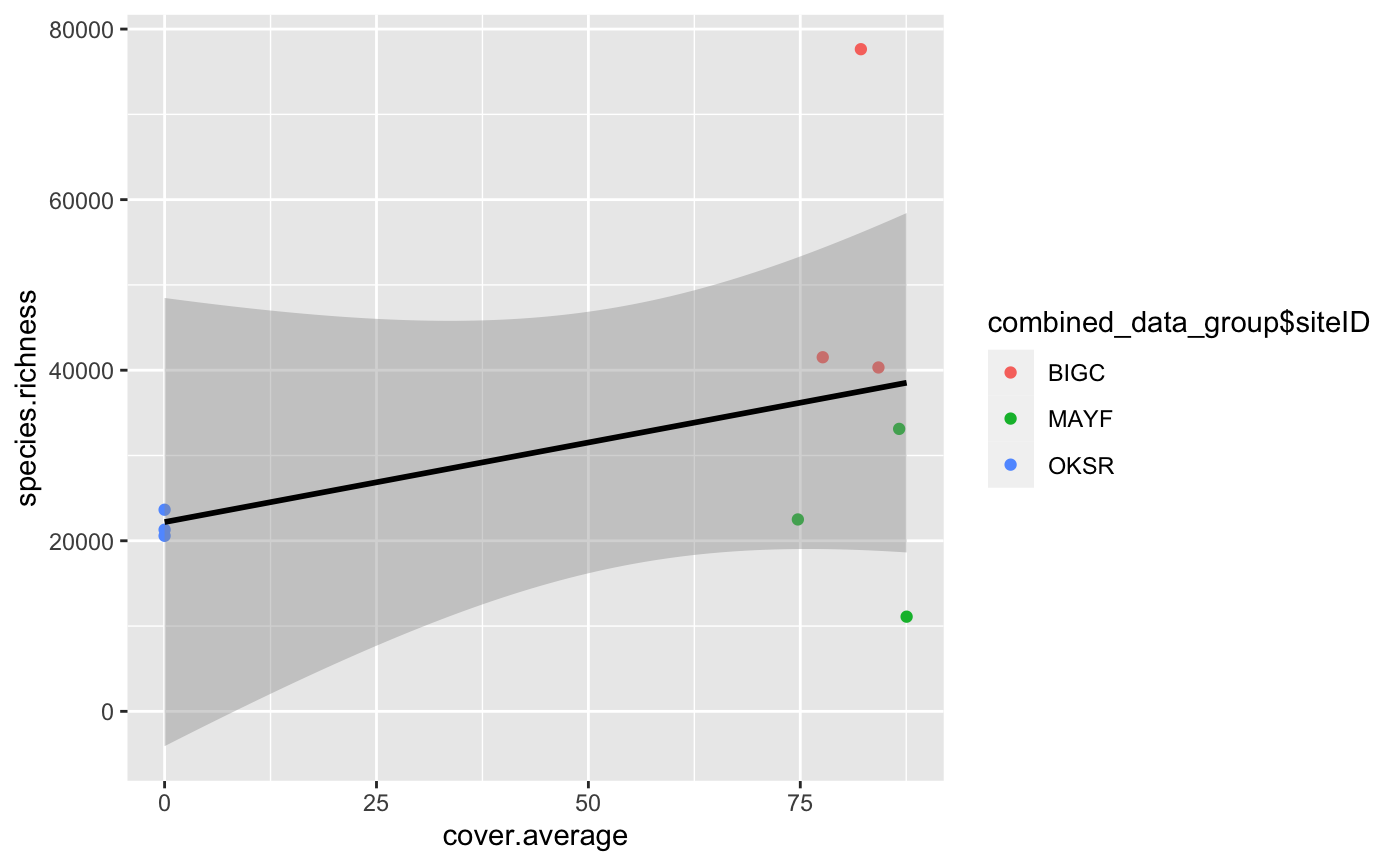 80000
60000
40000
20000
0
species.richness
0 25 50 75
cover.average
combined_data_group$siteID
BIGC
MAYF
OKSR